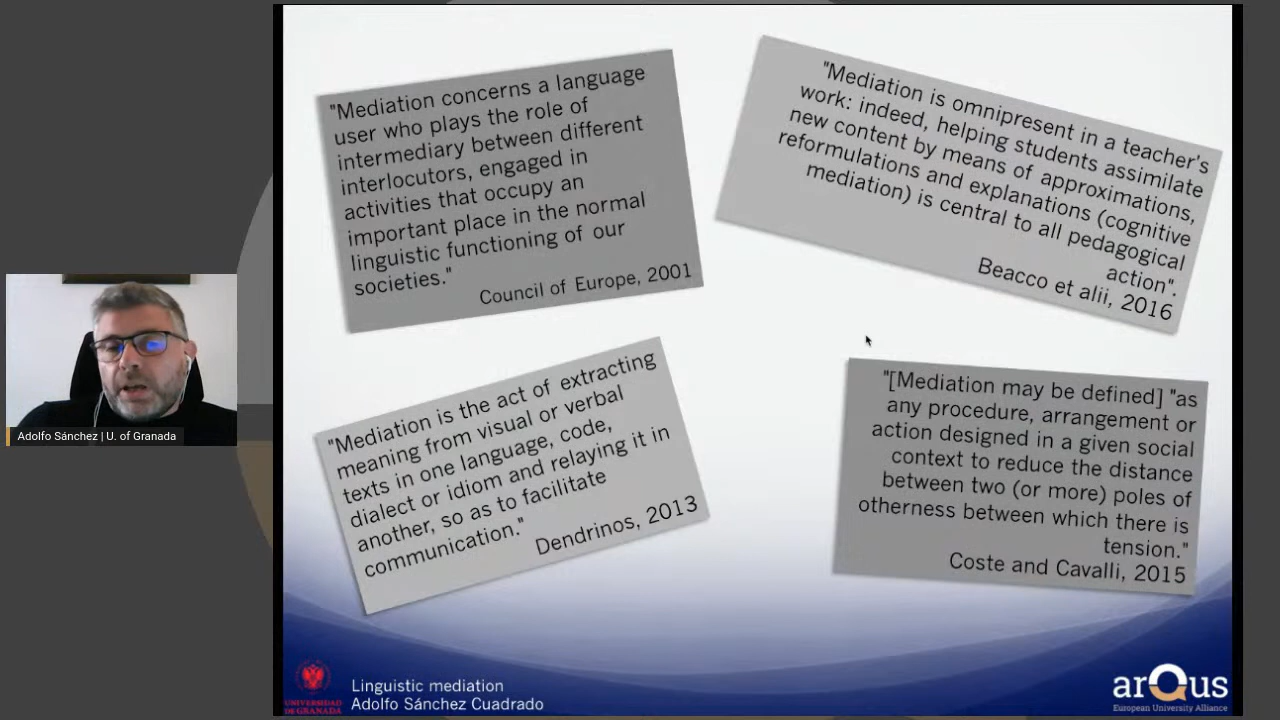 "Mediation concerns a language
user who plays the role of
intermediary between different
interlocutors, engaged in
activities that occupy an
important place in the normal
linguistic functioning of our
societies."
Council of Europe, 2001
"Mediation is omnipresent in a teacher's
work: indeed, helping students assimilate
new content by means of approximations,
reformulations and explanations (cognitive
mediation) is central to all pedagogical
action".
Beacco et alii, 2016
"Mediation is the act of extracting
meaning from visual or verbal
texts in one language, code,
dialect or idiom and relaying it in
another, so as to facilitate
communication."
Dendrinos, 2013
"[Mediation may be defined] "as
any procedure, arrangement or
action designed in a given social
context to reduce the distance
between two (or more) poles of
otherness between which there is
tension."
Coste and Cavalli, 2015
Adolfo Sánchez | U. of Granada
UNIVERSIDAD
DE GRANADA
Linguistic mediation
Adolfo Sánchez Cuadrado
arQus
European University Alliance